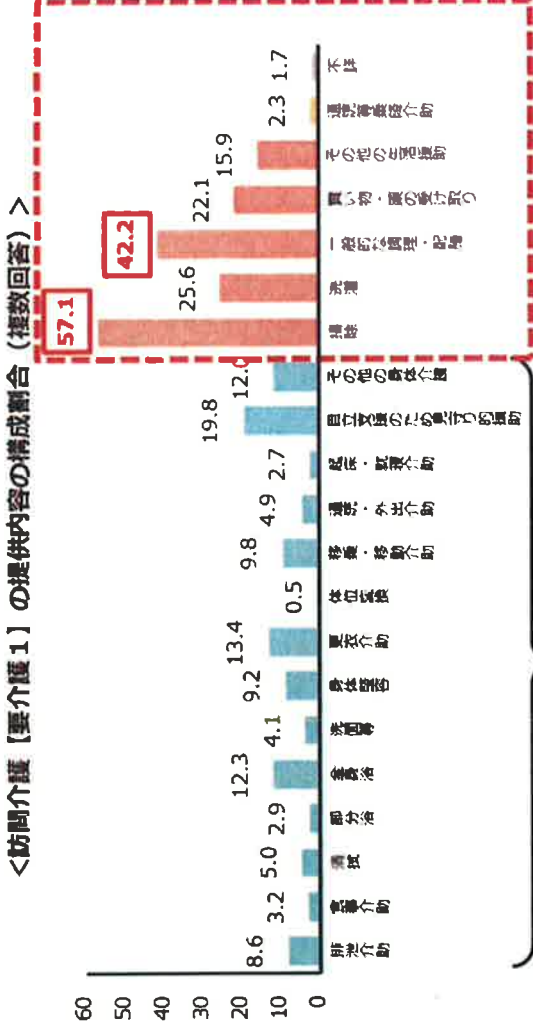 ＜訪問介護【要介護１】の提供内容の構成割合（複数回答）＞
60
50
40
30
20
10
0
8.6
3.2
5.0
2.9
12.3
4.1
9.2
13.4
0.5
9.8
4.9
2.7
19.8
12.0
57.1
25.6
42.2
22.1
15.9
2.3
1.7
排泄介助
食事介助
清拭
部分浴
全身浴
洗面等
身体整容
更衣介助
体位変換
移乗・移動介助
通院・外出介助
起床・就寝介助
自立支援のための見守り的援助
その他の身体介護
掃除
洗濯
一般的な調理・配膳
買い物・薬の受け取り
その他の生活援助
通院等乗降介助
不詳